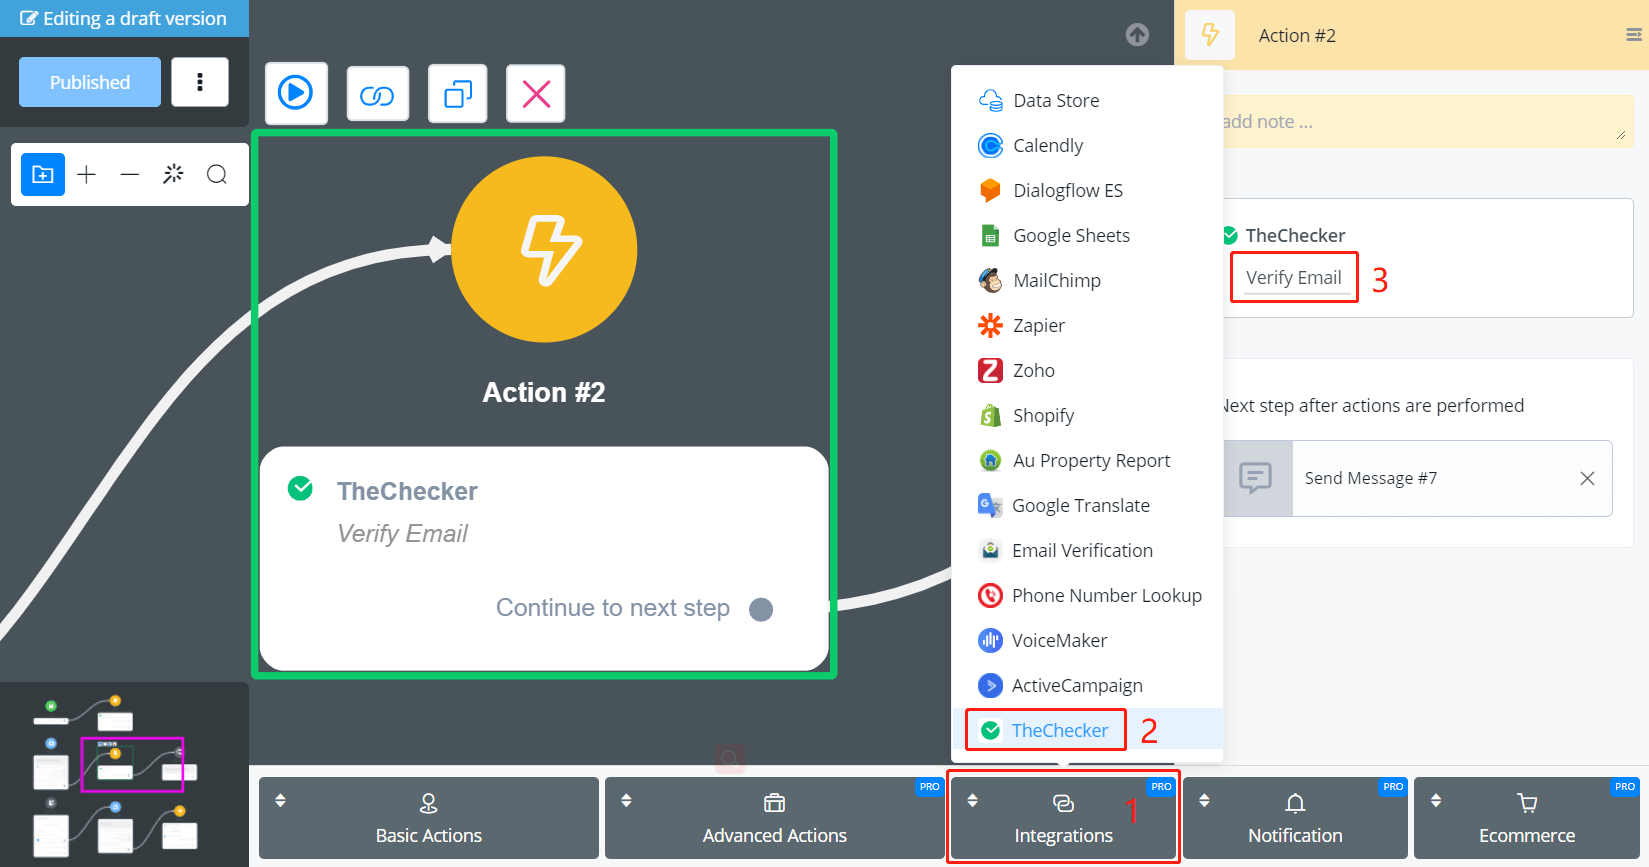 Editing a draft version
Published
Action #2
TheChecker
Verify Email
Continue to next step
Data Store
Calendly
Dialogflow ES
Google Sheets
MailChimp
Zapier
Zoho
Shopify
Au Property Report
Google Translate
Email Verification
Phone Number Lookup
VoiceMaker
ActiveCampaign
TheChecker
2
Action #2
add note ...
TheChecker
Verify Email
3
Next step after actions are performed
Send Message #7
Basic Actions
PRO
Advanced Actions
PRO
1
Integrations
PRO
Notification
PRO
Ecommerce